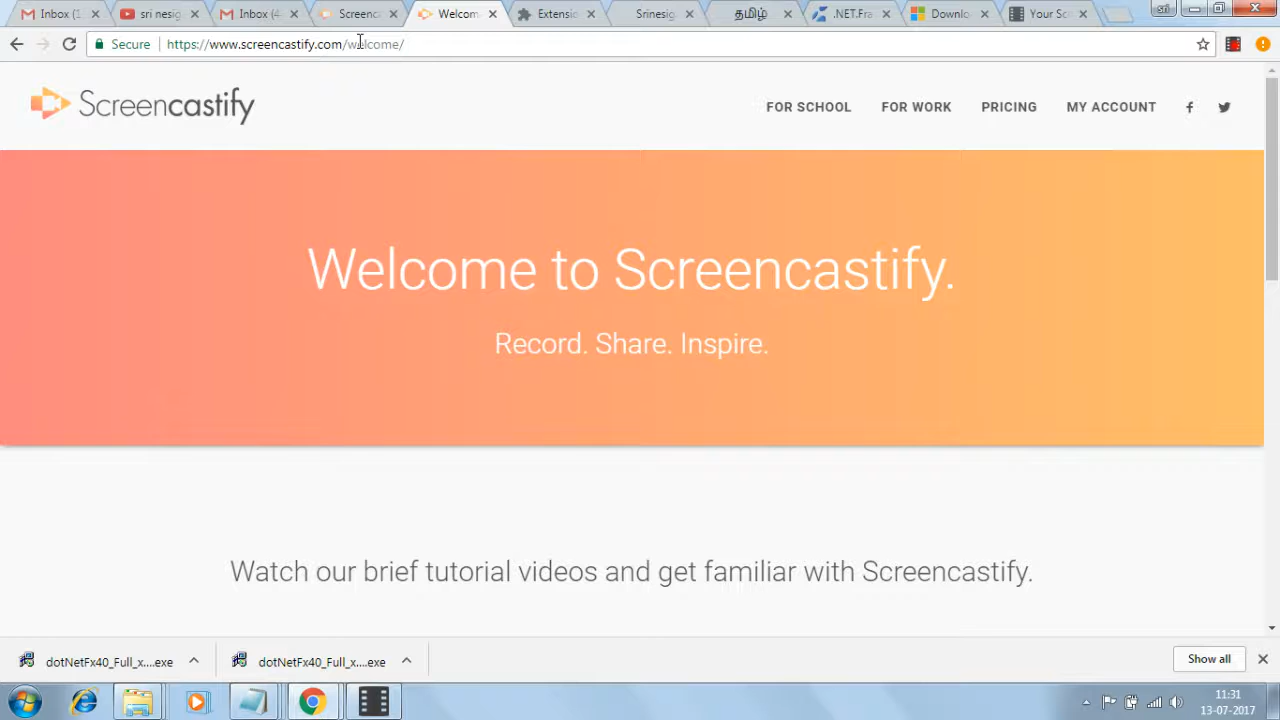 Inbox (1
sri nesig
Inbox (4
Screenca
Welcom
Extensio
Srinesig
தமிழ்
.NET.Fra
Downlo
Your Scr
Secure
https://www.screencastify.com/welcome/
Screencastify
FOR SCHOOL
FOR WORK
PRICING
MY ACCOUNT
Welcome to Screencastify.
Record. Share. Inspire.
Watch our brief tutorial videos and get familiar with Screencastify.
dotNetFx40_Full_x....exe
dotNetFx40_Full_x....exe
Show all
11:31
13-07-2017